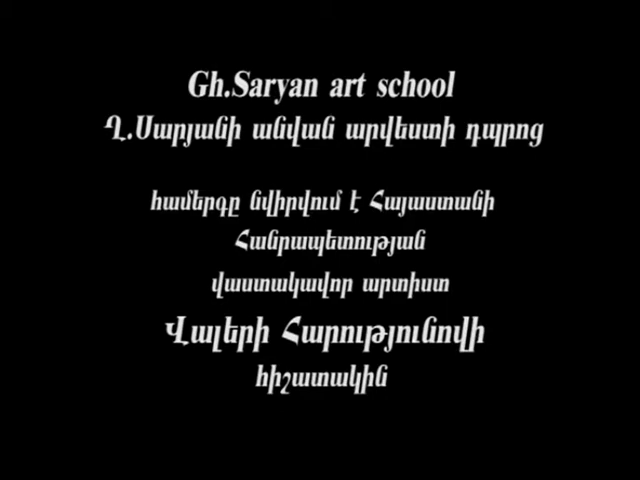 Gh.Saryan art school
Ղ.Սարյանի անվան արվեստի դպրոց
համերգը նվիրվում է Հայաստանի
Հանրապետության
վաստակավոր արտիստ
Վալերի Հարությունովի
հիշատակին